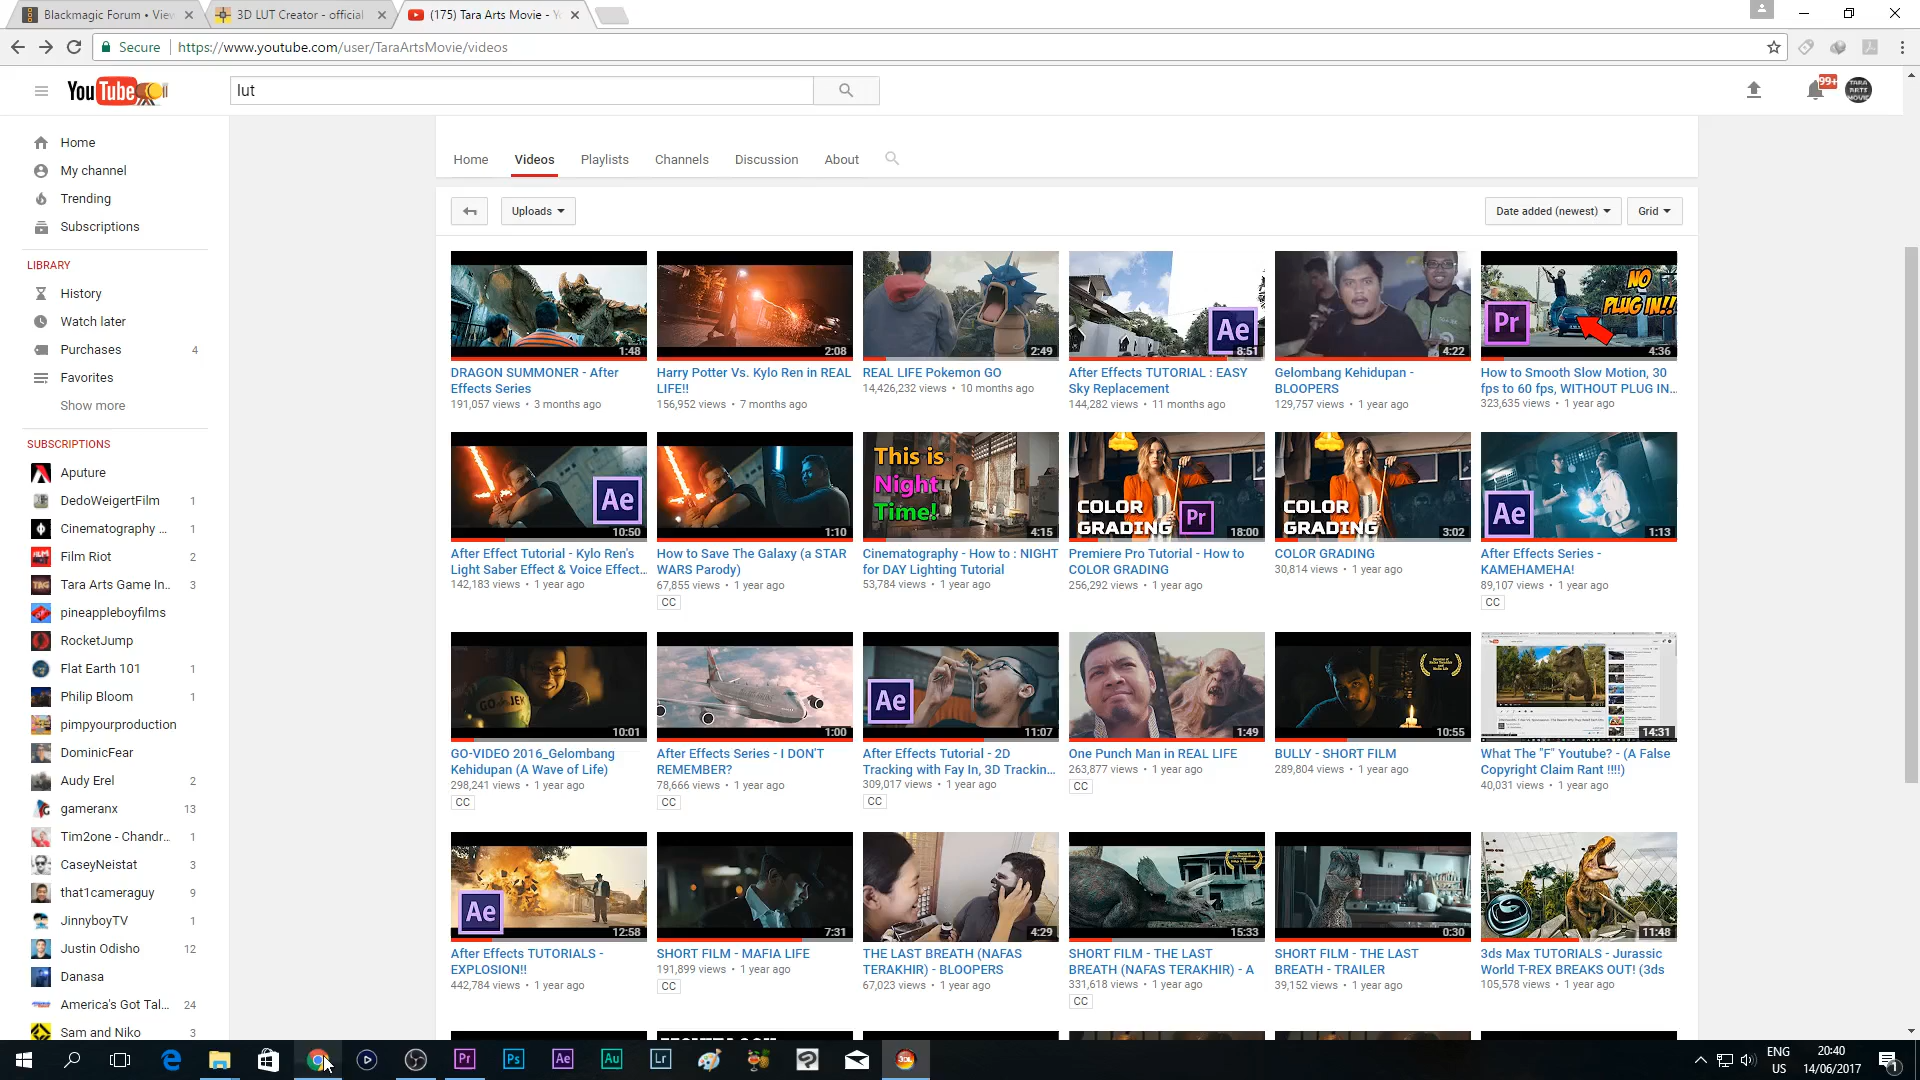 Blackmagic Forum • View
3D LUT Creator - official
(175) Tara Arts Movie - Y
Secure
https://www.youtube.com/user/TaraArtsMovie/videos
YouTube
lut
99+
Home
My channel
Trending
Subscriptions
LIBRARY
History
Watch later
Purchases 4
Favorites
Show more
SUBSCRIPTIONS
Aputure
DedoWeigertFilm 1
Cinematography ... 1
Film Riot 2
Tara Arts Game In... 3
pineappleboyfilms
RocketJump
Flat Earth 101 1
Philip Bloom 1
pimpyourproduction
DominicFear
Audy Erel 2
gameranx 13
Tim2one - Chandr... 1
CaseyNeistat 3
that1cameraguy 9
JinnyboyTV 1
Justin Odisho 12
Danasa
America's Got Tal... 24
Sam and Niko 3
Home Videos Playlists Channels Discussion About
Uploads
Date added (newest)
Grid
1:48
DRAGON SUMMONER - After
Effects Series
191,057 views • 3 months ago
2:08
Harry Potter Vs. Kylo Ren in REAL
LIFE!!
156,952 views • 7 months ago
2:49
REAL LIFE Pokemon GO
14,426,232 views • 10 months ago
Ae
8:51
After Effects TUTORIAL : EASY
Sky Replacement
144,282 views • 11 months ago
4:22
Gelombang Kehidupan -
BLOOPERS
129,757 views • 1 year ago
NO
PLUG IN!!
Pr
4:36
How to Smooth Slow Motion, 30
fps to 60 fps, WITHOUT PLUG IN...
323,635 views • 1 year ago
Ae
10:50
After Effect Tutorial - Kylo Ren's
Light Saber Effect & Voice Effect...
142,183 views • 1 year ago
1:10
How to Save The Galaxy (a STAR
WARS Parody)
67,855 views • 1 year ago
CC
This is
Night
Time!
4:15
Cinematography - How to : NIGHT
for DAY Lighting Tutorial
53,784 views • 1 year ago
COLOR
GRADING
Pr
18:00
Premiere Pro Tutorial - How to
COLOR GRADING
256,292 views • 1 year ago
COLOR
GRADING
3:02
COLOR GRADING
30,814 views • 1 year ago
Ae
1:13
After Effects Series -
KAMEHAMEHA!
89,107 views • 1 year ago
CC
GO-JEK
10:01
GO-VIDEO 2016_Gelombang
Kehidupan (A Wave of Life)
298,241 views • 1 year ago
CC
1:00
After Effects Series - I DON'T
REMEMBER?
78,666 views • 1 year ago
CC
Ae
11:07
After Effects Tutorial - 2D
Tracking with Fay In, 3D Trackin...
309,017 views • 1 year ago
CC
1:49
One Punch Man in REAL LIFE
263,877 views • 1 year ago
CC
10:55
BULLY - SHORT FILM
289,804 views • 1 year ago
14:31
What The "F" Youtube? - (A False
Copyright Claim Rant !!!!)
40,031 views • 1 year ago
Ae
12:58
After Effects TUTORIALS -
EXPLOSION!!
442,784 views • 1 year ago
7:31
SHORT FILM - MAFIA LIFE
191,899 views • 1 year ago
CC
4:29
THE LAST BREATH (NAFAS
TERAKHIR) - BLOOPERS
67,023 views • 1 year ago
15:33
SHORT FILM - THE LAST
BREATH (NAFAS TERAKHIR) - A
331,618 views • 1 year ago
CC
0:30
SHORT FILM - THE LAST
BREATH - TRAILER
39,152 views • 1 year ago
11:48
3ds Max TUTORIALS - Jurassic
World T-REX BREAKS OUT! (3ds
105,578 views • 1 year ago
Pr
Ps
Ae
Au
Lr
3DL
ENG
US
20:40
14/06/2017
1